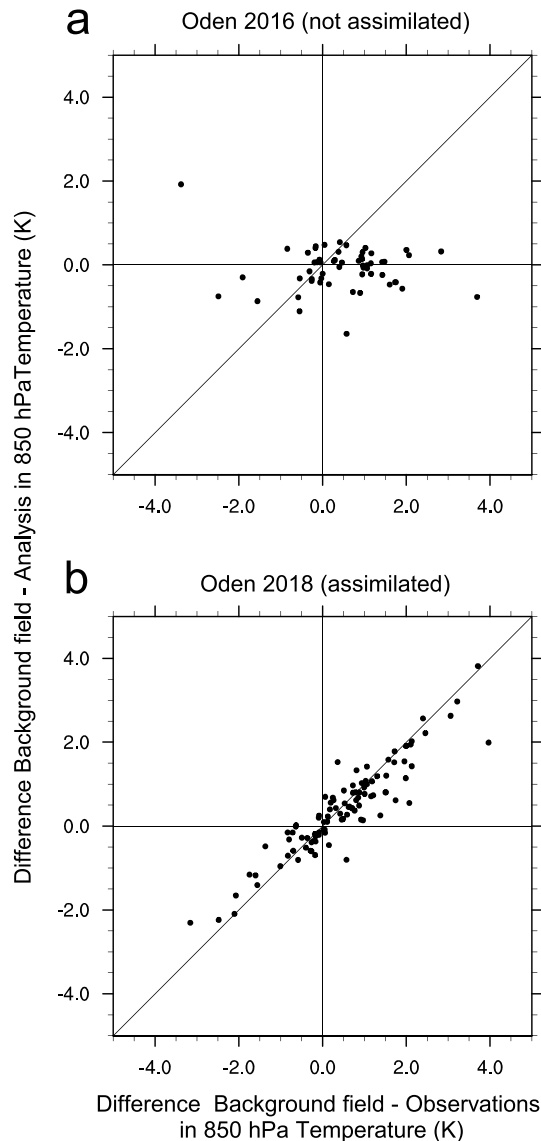 a
Oden 2016 (not assimilated)
4.0
2.0
0.0
-2.0
-4.0
-4.0 -2.0 0.0 2.0 4.0
Difference Background field - Analysis in 850 hPaTemperature (K)
b
Oden 2018 (assimilated)
4.0
2.0
0.0
-2.0
-4.0
-4.0 -2.0 0.0 2.0 4.0
Difference Background field - Observations
in 850 hPa Temperature (K)